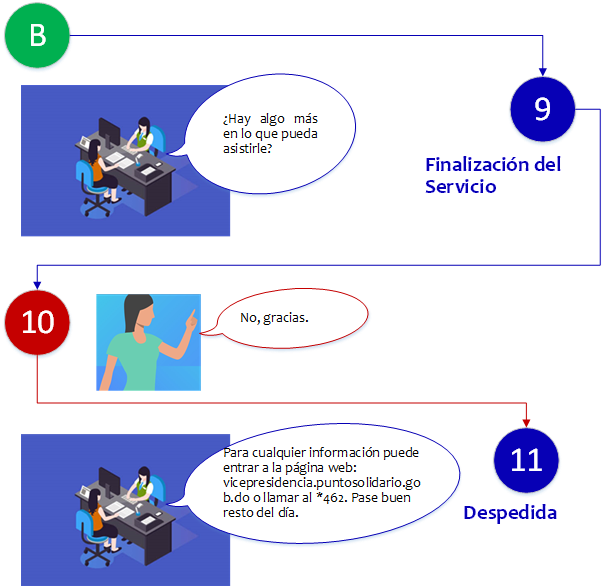 B
9
¿Hay algo más
en lo que pueda
asistirle?
Finalización del
Servicio
10
No, gracias.
Para cualquier información puede
entrar a la página web:
vicepresidencia.puntosolidario.go
b.do o llamar al *462. Pase buen
resto del día.
11
Despedida